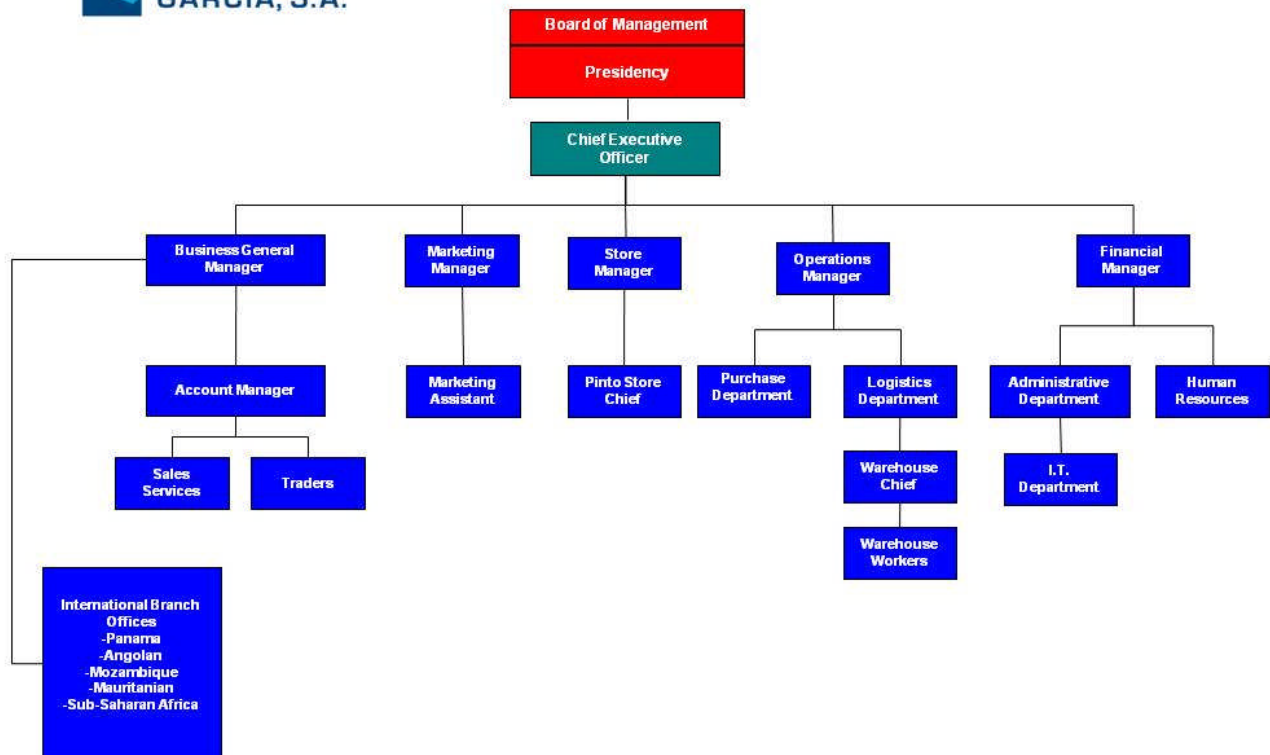 GARCIA, S.A.
Board of Management
Presidency
Chief Executive
Officer
Business General
Manager
Marketing
Manager
Store
Manager
Operations
Manager
Financial
Manager
Account Manager
Marketing
Assistant
Pinto Store
Chief
Purchase
Department
Logistics
Department
Administrative
Department
Human
Resources
Sales
Services
Traders
Warehouse
Chief
I.T.
Department
Warehouse
Workers
International Branch
Offices
-Panama
-Angolan
-Mozambique
-Mauritanian
-Sub-Saharan Africa